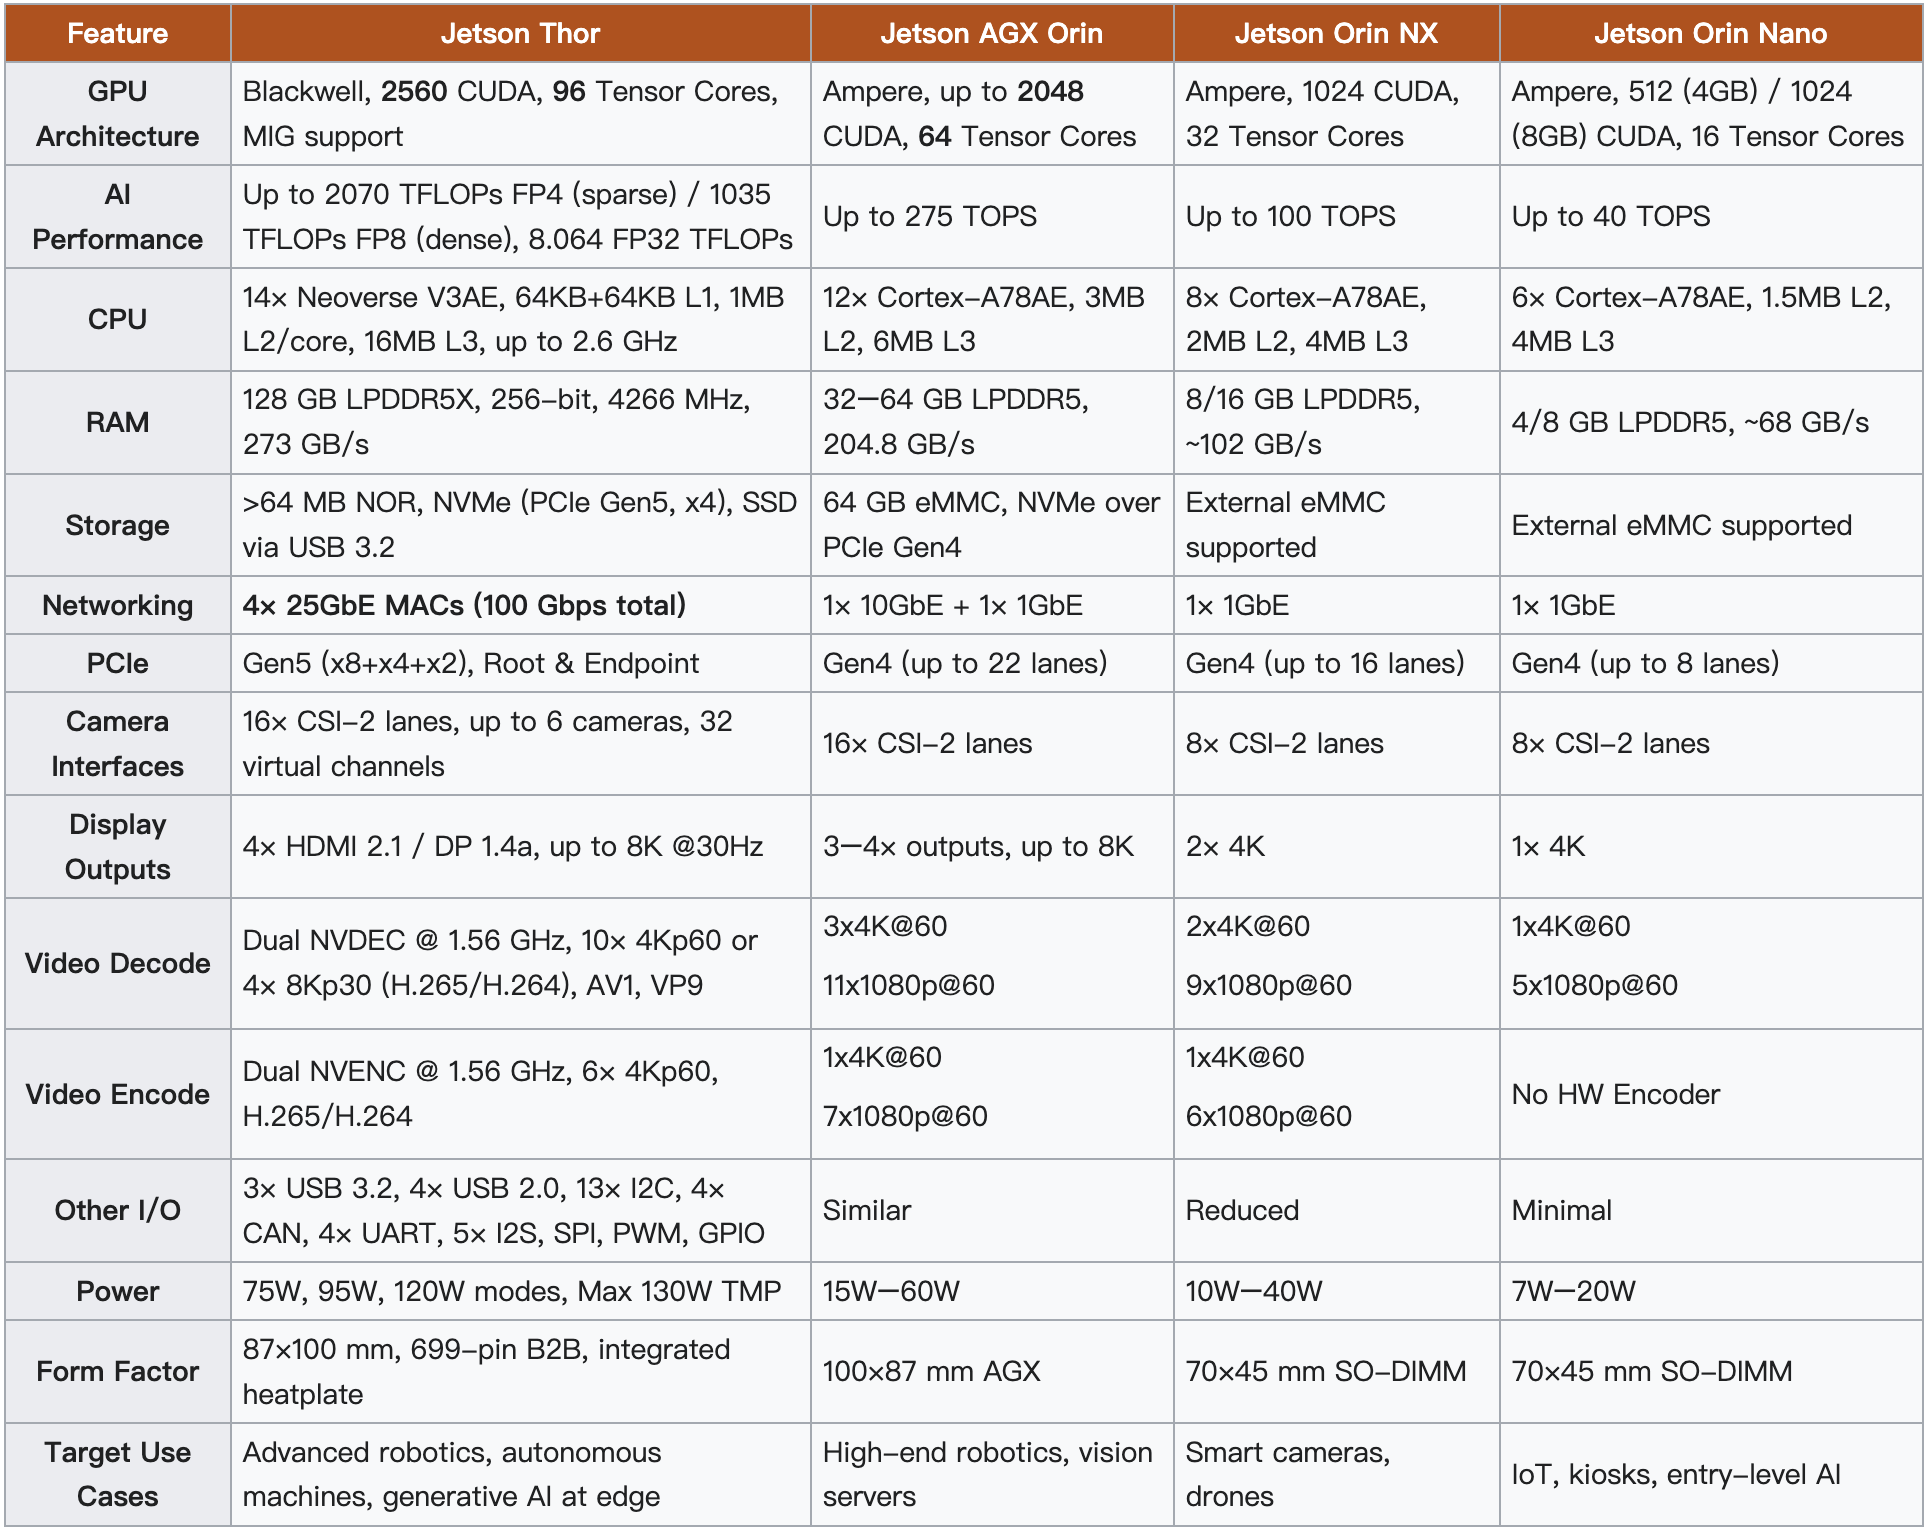 Feature
Jetson Thor
Jetson AGX Orin
Jetson Orin NX
Jetson Orin Nano
GPU
Architecture
Blackwell, 2560 CUDA, 96 Tensor Cores,
MIG support
Ampere, up to 2048
CUDA, 64 Tensor Cores
Ampere, 1024 CUDA,
32 Tensor Cores
Ampere, 512 (4GB) / 1024
(8GB) CUDA, 16 Tensor Cores
AI
Performance
Up to 2070 TFLOPs FP4 (sparse) / 1035
TFLOPs FP8 (dense), 8.064 FP32 TFLOPs
Up to 275 TOPS
Up to 100 TOPS
Up to 40 TOPS
CPU
14× Neoverse V3AE, 64KB+64KB L1, 1MB
L2/core, 16MB L3, up to 2.6 GHz
12× Cortex-A78AE, 3MB
L2, 6MB L3
8× Cortex-A78AE,
2MB L2, 4MB L3
6× Cortex-A78AE, 1.5MB L2,
4MB L3
RAM
128 GB LPDDR5X, 256-bit, 4266 MHz,
273 GB/s
32–64 GB LPDDR5,
204.8 GB/s
8/16 GB LPDDR5,
~102 GB/s
4/8 GB LPDDR5, ~68 GB/s
Storage
>64 MB NOR, NVMe (PCIe Gen5, x4), SSD
via USB 3.2
64 GB eMMC, NVMe over
PCIe Gen4
External eMMC
supported
External eMMC supported
Networking
4× 25GbE MACs (100 Gbps total)
1× 10GbE + 1× 1GbE
1× 1GbE
1× 1GbE
PCIe
Gen5 (x8+x4+x2), Root & Endpoint
Gen4 (up to 22 lanes)
Gen4 (up to 16 lanes)
Gen4 (up to 8 lanes)
Camera
Interfaces
16× CSI-2 lanes, up to 6 cameras, 32
virtual channels
16× CSI-2 lanes
8× CSI-2 lanes
8× CSI-2 lanes
Display
Outputs
4× HDMI 2.1 / DP 1.4a, up to 8K @30Hz
3–4× outputs, up to 8K
2× 4K
1× 4K
Video Decode
Dual NVDEC @ 1.56 GHz, 10× 4Kp60 or
4× 8Kp30 (H.265/H.264), AV1, VP9
3x4K@60
11x1080p@60
2x4K@60
9x1080p@60
1x4K@60
5x1080p@60
Video Encode
Dual NVENC @ 1.56 GHz, 6× 4Kp60,
H.265/H.264
1x4K@60
7x1080p@60
1x4K@60
6x1080p@60
No HW Encoder
Other I/O
3× USB 3.2, 4× USB 2.0, 13× I2C, 4×
CAN, 4× UART, 5× I2S, SPI, PWM, GPIO
Similar
Reduced
Minimal
Power
75W, 95W, 120W modes, Max 130W TMP
15W–60W
10W–40W
7W–20W
Form Factor
87×100 mm, 699-pin B2B, integrated
heatplate
100×87 mm AGX
70×45 mm SO-DIMM
70×45 mm SO-DIMM
Target Use
Cases
Advanced robotics, autonomous
machines, generative AI at edge
High-end robotics, vision
servers
Smart cameras,
drones
IoT, kiosks, entry-level AI